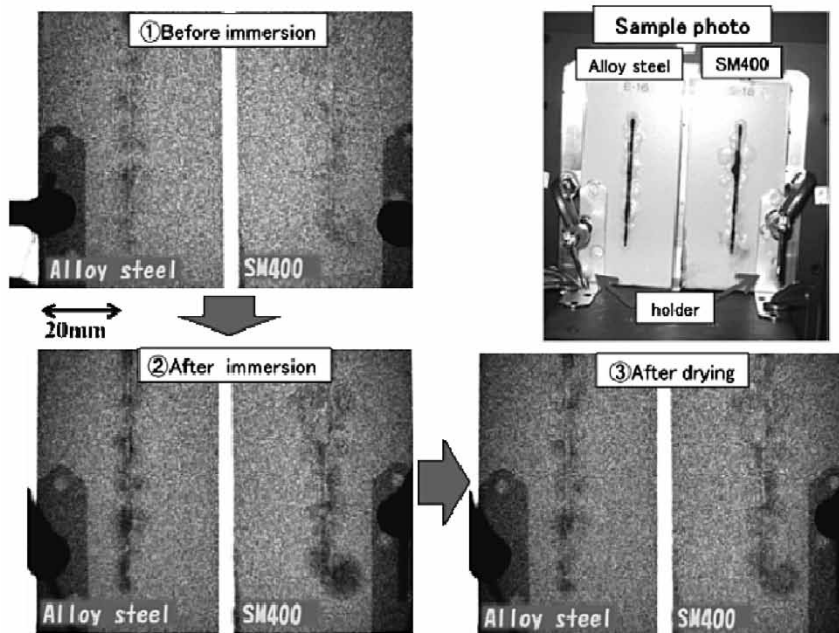 ①Before immersion
Alloy steel
SM400
20mm
Sample photo
Alloy steel
SM400
holder
②After immersion
Alloy steel
SM400
③After drying
Alloy steel
SM400